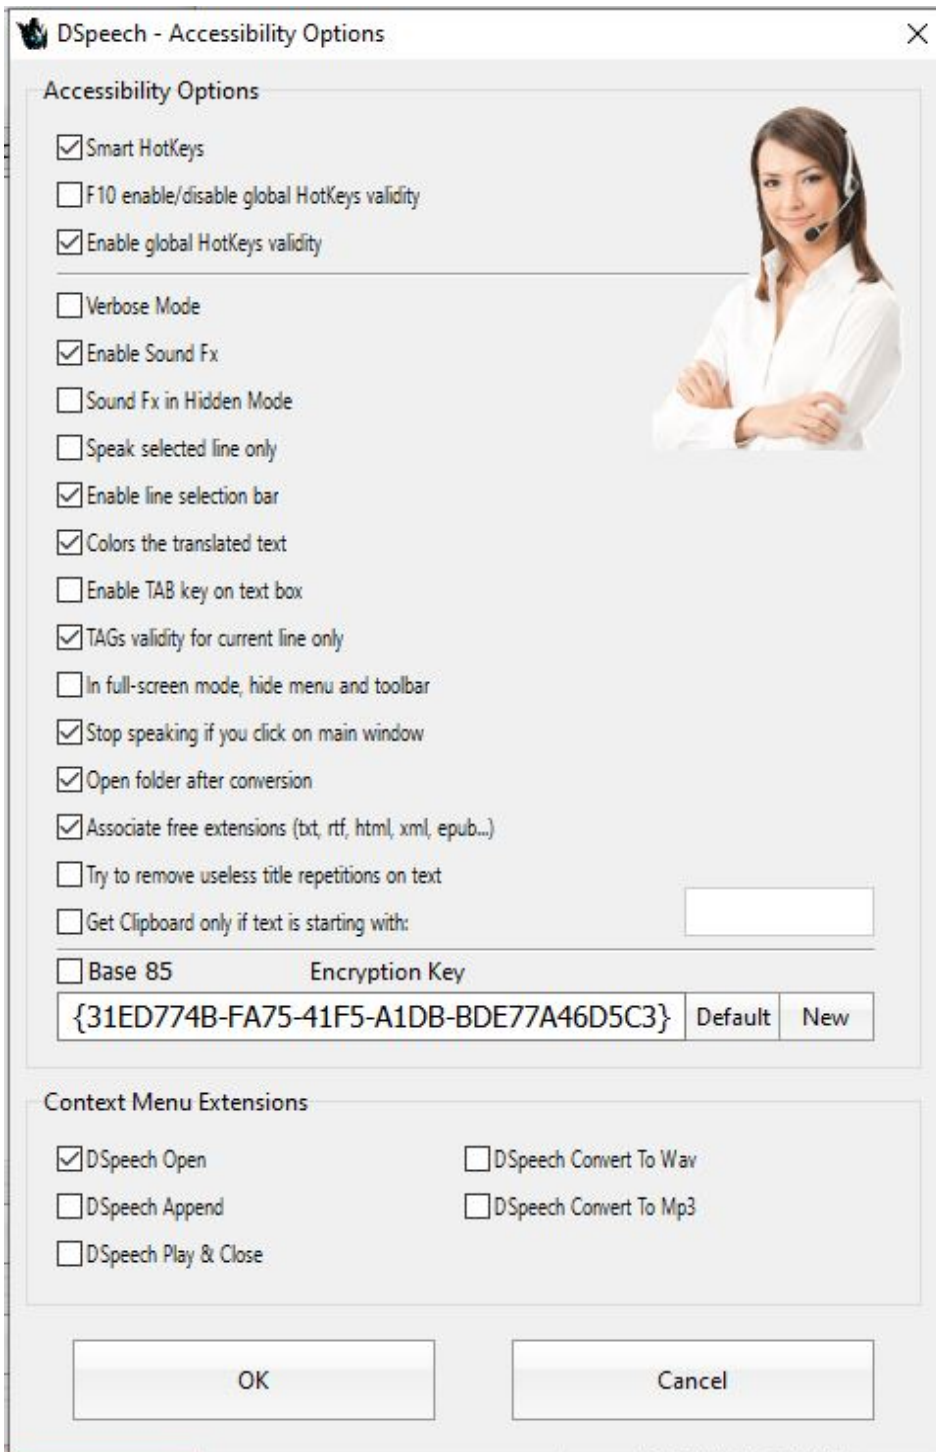 DSpeech - Accessibility Options
Accessibility Options
Smart HotKeys
F10 enable/disable global HotKeys validity
Enable global HotKeys validity
Verbose Mode
Enable Sound Fx
Sound Fx in Hidden Mode
Speak selected line only
Enable line selection bar
Colors the translated text
Enable TAB key on text box
TAGs validity for current line only
In full-screen mode, hide menu and toolbar
Stop speaking if you click on main window
Open folder after conversion
Associate free extensions (txt, rtf, html, xml, epub...)
Try to remove useless title repetitions on text
Get Clipboard only if text is starting with:
Base 85 Encryption Key
{31ED774B-FA75-41F5-A1DB-BDE77A46D5C3} Default New
Context Menu Extensions
DSpeech Open DSpeech Convert To Wav
DSpeech Append DSpeech Convert To Mp3
DSpeech Play & Close
OK Cancel